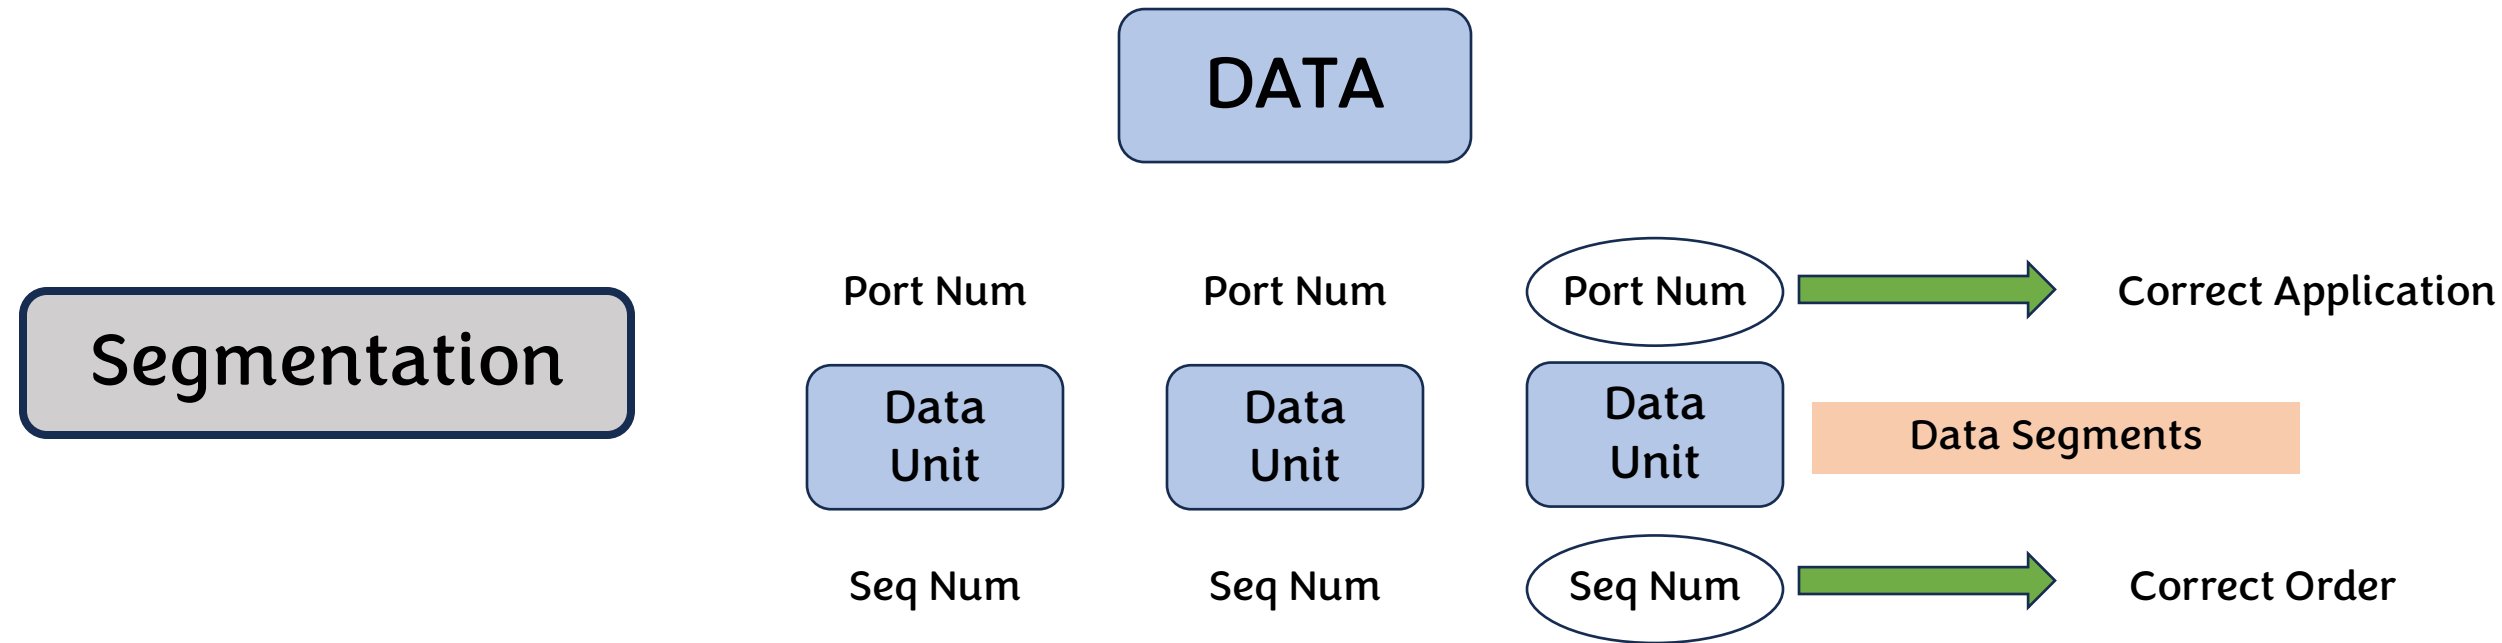 DATA
Port Num
Port Num
Port Num
Correct Application
Segmentation
Data
Unit
Data
Unit
Data
Unit
Data Segments
Seq Num
Seq Num
Seq Num
Correct Order